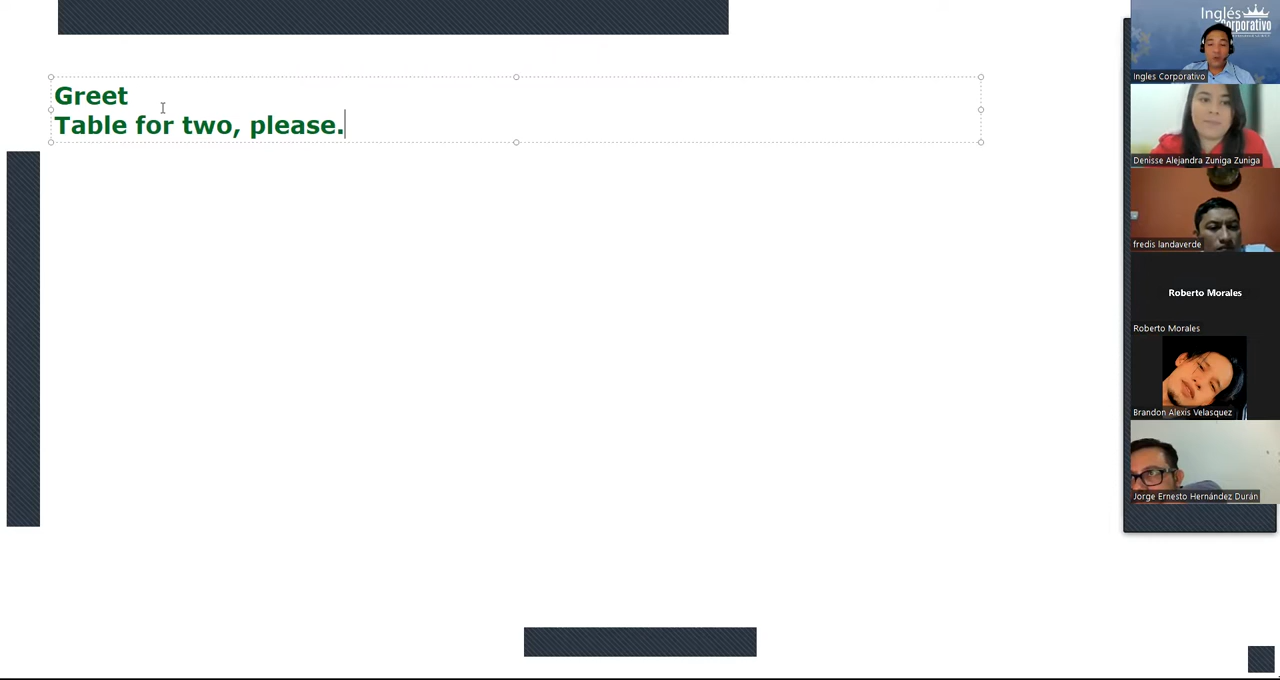 Greet
Table for two, please.
Inglés
Corporativo
Ingles Corporativo
Denisse Alejandra Zuniga Zuniga
fredis landaverde
Roberto Morales
Roberto Morales
Brandon Alexis Velasquez
Jorge Ernesto Hernández Durán